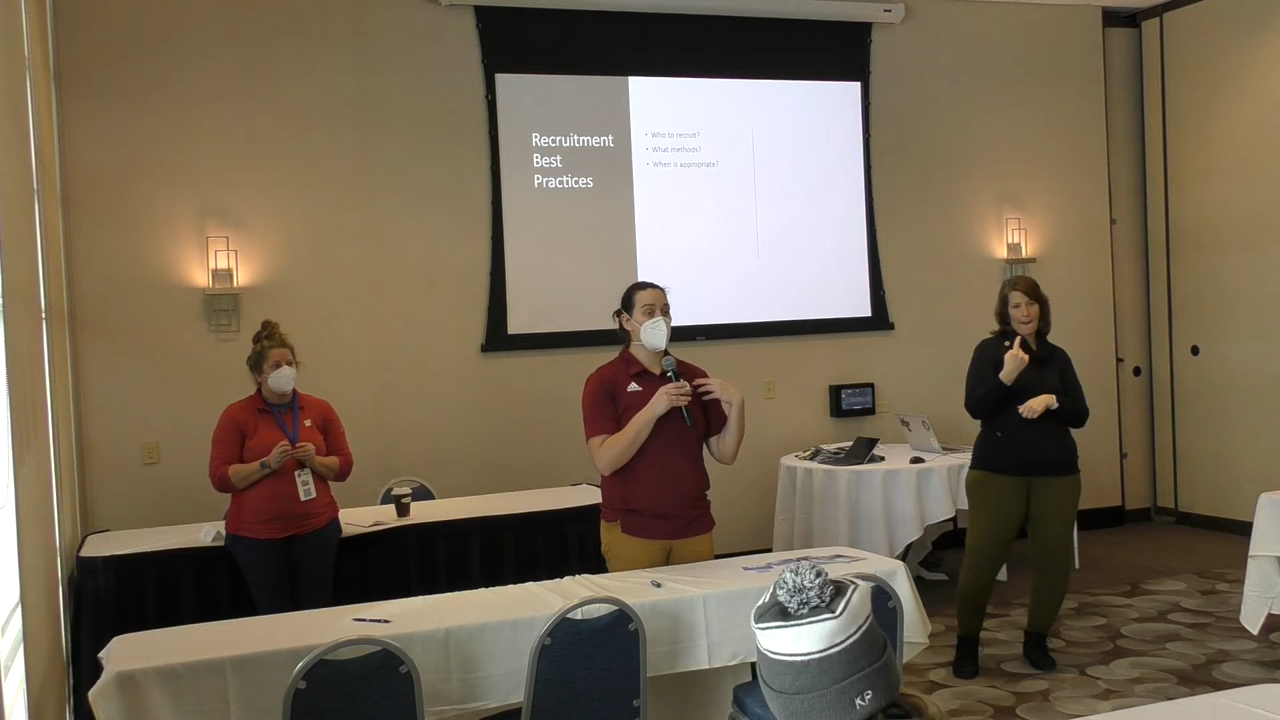 Recruitment
Best
Practices
• Who to recruit?
• What methods?
• When is appropriate?
KP